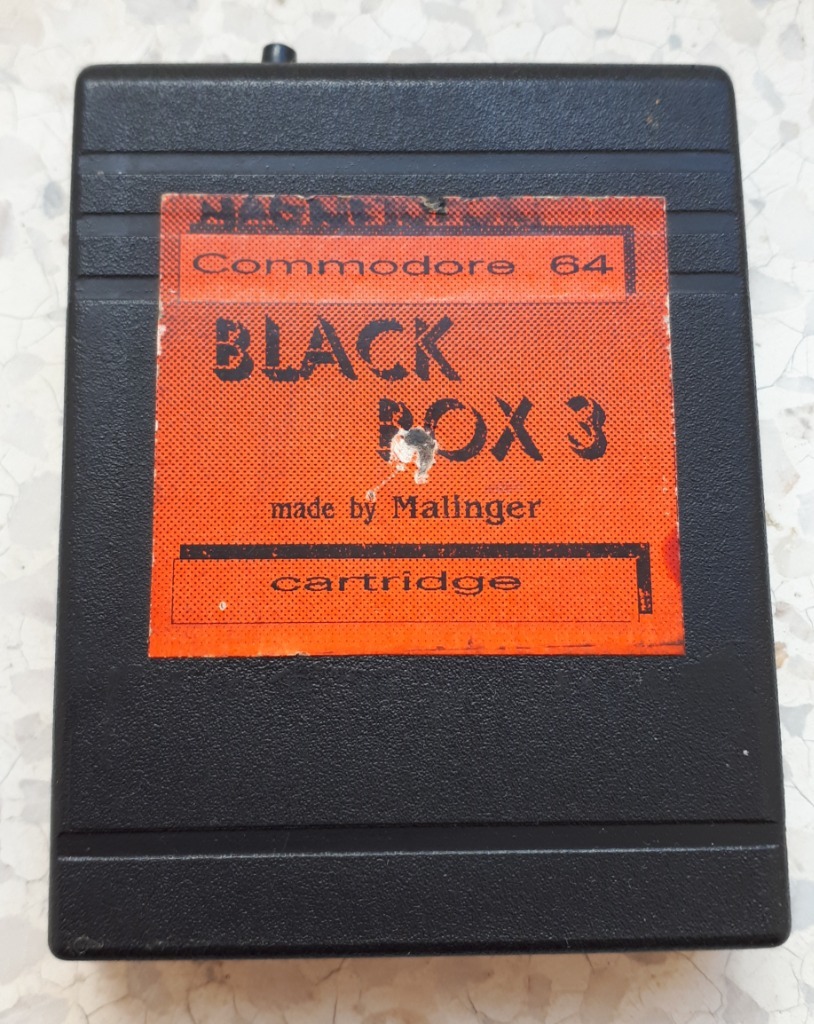 Commodore 64
BLACK
BOX 3
made by Malinger
cartridge